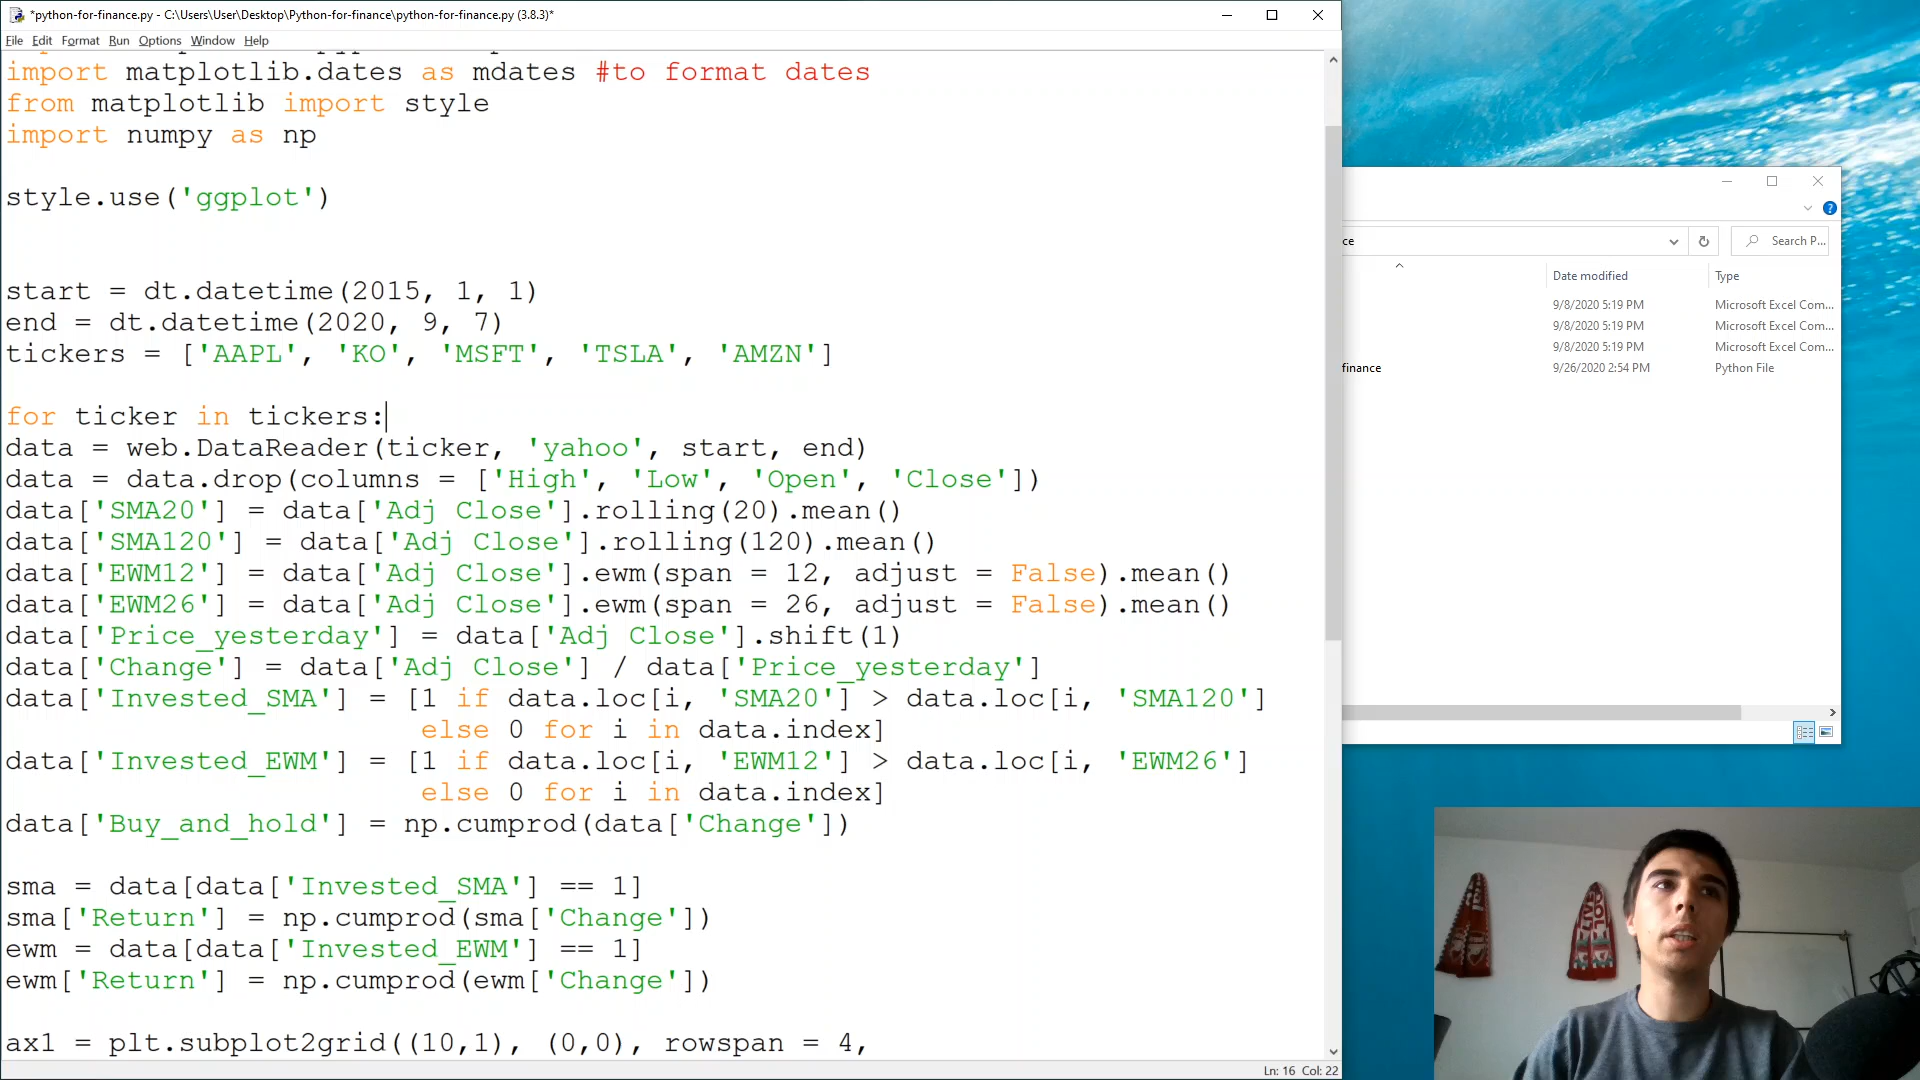 *python-for-finance.py - C:\Users\User\Desktop\Python-for-finance\python-for-finance.py (3.8.3)*
File Edit Format Run Options Window Help
import matplotlib.dates as mdates #to format dates
from matplotlib import style
import numpy as np
style.use('ggplot')
start = dt.datetime(2015, 1, 1)
end = dt.datetime(2020, 9, 7)
tickers = ['AAPL', 'KO', 'MSFT', 'TSLA', 'AMZN']
for ticker in tickers:
data = web.DataReader(ticker, 'yahoo', start, end)
data = data.drop(columns = ['High', 'Low', 'Open', 'Close'])
data['SMA20'] = data['Adj Close'].rolling(20).mean()
data['SMA120'] = data['Adj Close'].rolling(120).mean()
data['EWM12'] = data['Adj Close'].ewm(span = 12, adjust = False).mean()
data['EWM26'] = data['Adj Close'].ewm(span = 26, adjust = False).mean()
data['Price_yesterday'] = data['Adj Close'].shift(1)
data['Change'] = data['Adj Close'] / data['Price_yesterday']
data['Invested_SMA'] = [1 if data.loc[i, 'SMA20'] > data.loc[i, 'SMA120']
else 0 for i in data.index]
data['Invested_EWM'] = [1 if data.loc[i, 'EWM12'] > data.loc[i, 'EWM26']
else 0 for i in data.index]
data['Buy_and_hold'] = np.cumprod(data['Change'])
sma = data[data['Invested_SMA'] == 1]
sma['Return'] = np.cumprod(sma['Change'])
ewm = data[data['Invested_EWM'] == 1]
ewm['Return'] = np.cumprod(ewm['Change'])
ax1 = plt.subplot2grid((10,1), (0,0), rowspan = 4,
Ln: 16 Col: 22
ce
Search P...
Date modified Type
9/8/2020 5:19 PM Microsoft Excel Com...
9/8/2020 5:19 PM Microsoft Excel Com...
9/8/2020 5:19 PM Microsoft Excel Com...
finance 9/26/2020 2:54 PM Python File